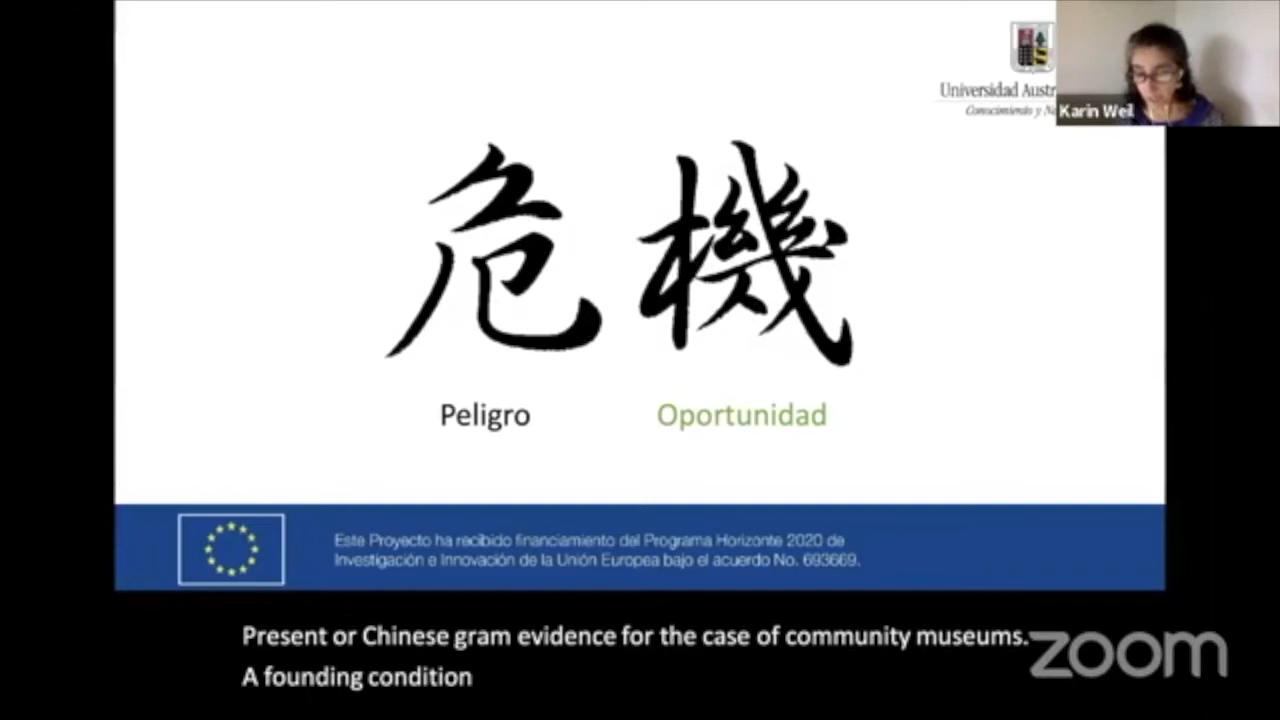 Universidad
Conocimiento y
Karin Weil
危機
Peligro
Oportunidad
Este Proyecto ha recibido financiamiento del Programa Horizonte 2020 de
Investigación e Innovación de la Unión Europea bajo el acuerdo No. 693669.
Present or Chinese gram evidence for the case of community museums.
A founding condition
zoom